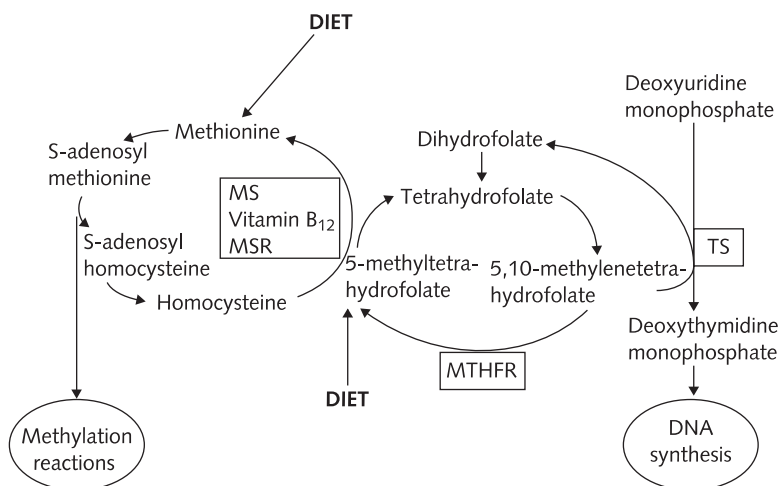 DIET
Methionine
S-adenosyl
methionine
S-adenosyl
homocysteine
Homocysteine
MS
Vitamin B₁₂
MSR
5-methyltetra-
hydrofolate
DIET
Dihydrofolate
Tetrahydrofolate
5,10-methylenetetra-
hydrofolate
MTHFR
Deoxyuridine
monophosphate
TS
Deoxythymidine
monophosphate
Methylation
reactions
DNA
synthesis